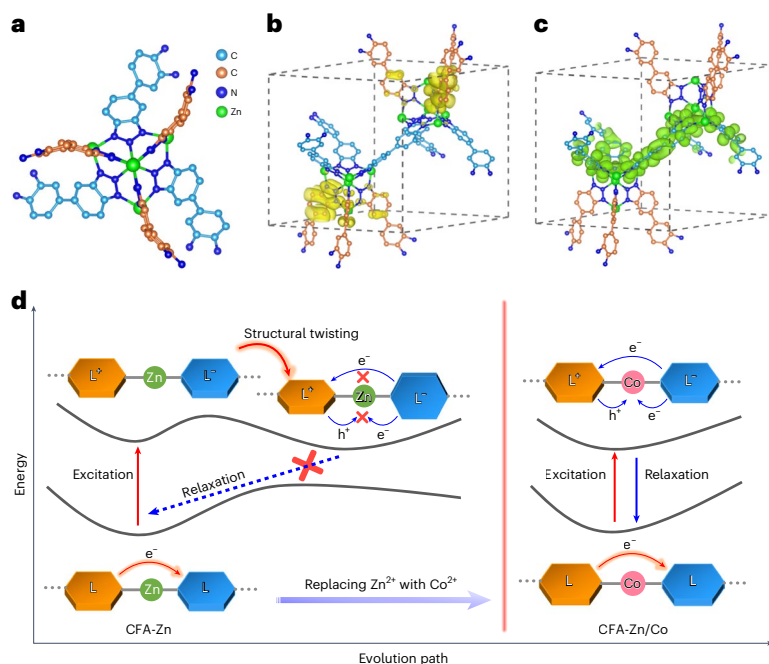 a
b
c
C
C
N
Zn
d
Structural twisting
L⁺
Zn
L⁻
e⁻
L⁺
Zn
L⁻
h⁺
e⁻
e⁻
L⁺
Co
L⁻
h⁺
e⁻
Energy
Excitation
Relaxation
Excitation
Relaxation
e⁻
L
Zn
L
Replacing Zn²⁺ with Co²⁺
e⁻
L
Co
L
CFA-Zn
CFA-Zn/Co
Evolution path